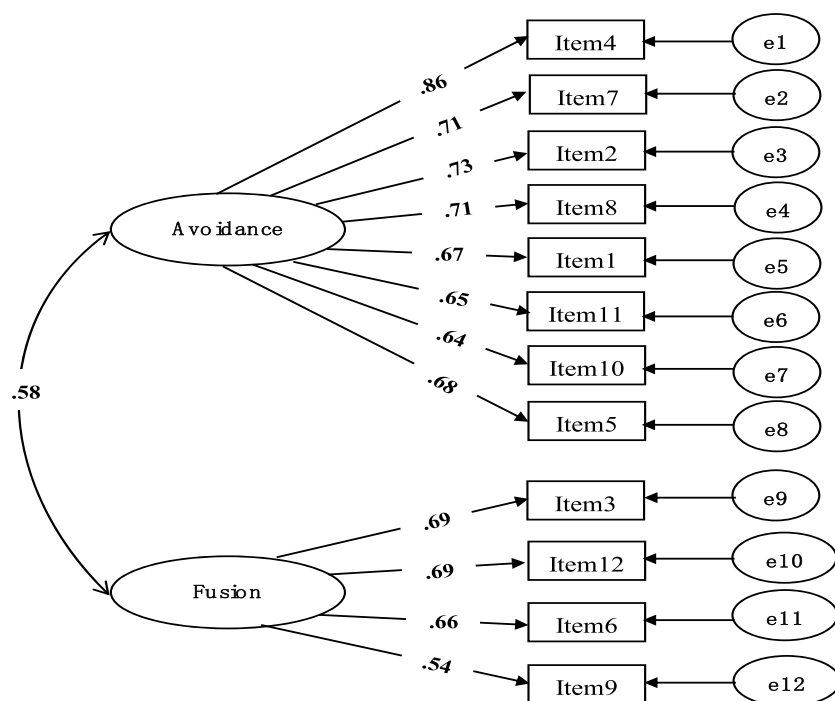 Item4
e1
.86
Item7
e2
.71
Item2
e3
.73
Item8
e4
.71
Avoidance
Item1
e5
.67
Item11
e6
.65
Item10
e7
.64
Item5
e8
.68
.58
Item3
e9
.69
Item12
e10
.69
Fusion
Item6
e11
.66
Item9
e12
.54